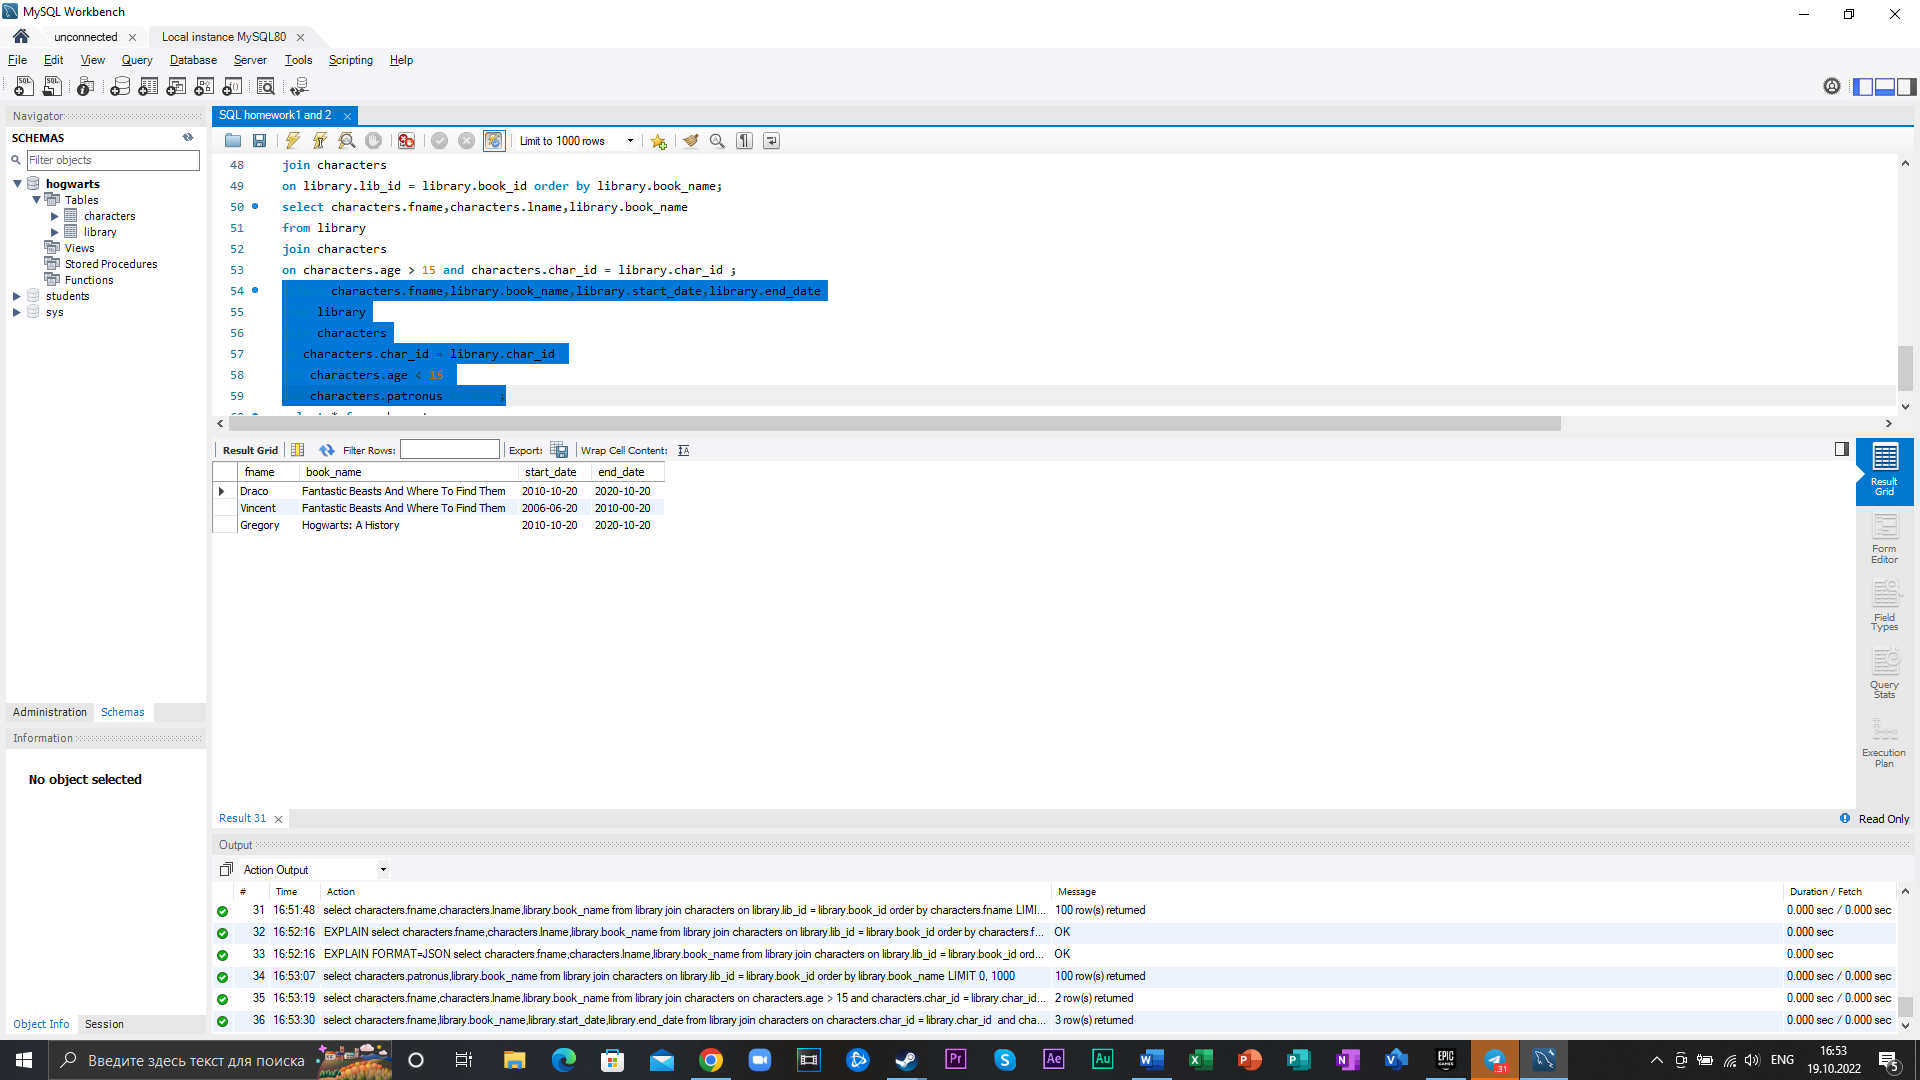 MySQL Workbench
unconnected
Local instance MySQL80
File Edit View Query Database Server Tools Scripting Help
Navigator
SCHEMAS
Filter objects
hogwarts
Tables
characters
library
Views
Stored Procedures
Functions
students
sys
Administration Schemas
Information
No object selected
Object Info Session
SQL homework1 and 2
Limit to 1000 rows
48 join characters
49 on library.lib_id = library.book_id order by library.book_name;
50 select characters.fname,characters.lname,library.book_name
51 from library
52 join characters
53 on characters.age > 15 and characters.char_id = library.char_id ;
54 characters.fname,library.book_name,library.start_date,library.end_date
55 library
56 characters
57 characters.char_id = library.char_id
58 characters.age < 15
59 characters.patronus ;
Result Grid Filter Rows: Export: Wrap Cell Content:
fname book_name start_date end_date
Draco Fantastic Beasts And Where To Find Them 2010-10-20 2020-10-20
Vincent Fantastic Beasts And Where To Find Them 2006-06-20 2010-00-20
Gregory Hogwarts: A History 2010-10-20 2020-10-20
Result Grid
Form Editor
Field Types
Query Stats
Execution Plan
Result 31
Read Only
Output
Action Output
# Time Action Message Duration / Fetch
31 16:51:48 select characters.fname,characters.lname,library.book_name from library join characters on library.lib_id = library.book_id order by characters.fname LIMI... 100 row(s) returned 0.000 sec / 0.000 sec
32 16:52:16 EXPLAIN select characters.fname,characters.lname,library.book_name from library join characters on library.lib_id = library.book_id order by characters.f... OK 0.000 sec
33 16:52:16 EXPLAIN FORMAT=JSON select characters.fname,characters.lname,library.book_name from library join characters on library.lib_id = library.book_id ord... OK 0.000 sec
34 16:53:07 select characters.patronus,library.book_name from library join characters on library.lib_id = library.book_id order by library.book_name LIMIT 0, 1000 100 row(s) returned 0.000 sec / 0.000 sec
35 16:53:19 select characters.fname,characters.lname,library.book_name from library join characters on characters.age > 15 and characters.char_id = library.char_id... 2 row(s) returned 0.000 sec / 0.000 sec
36 16:53:30 select characters.fname,library.book_name,library.start_date,library.end_date from library join characters on characters.char_id = library.char_id and cha... 3 row(s) returned 0.000 sec / 0.000 sec
Введите здесь текст для поиска
ENG
16:53
19.10.2022